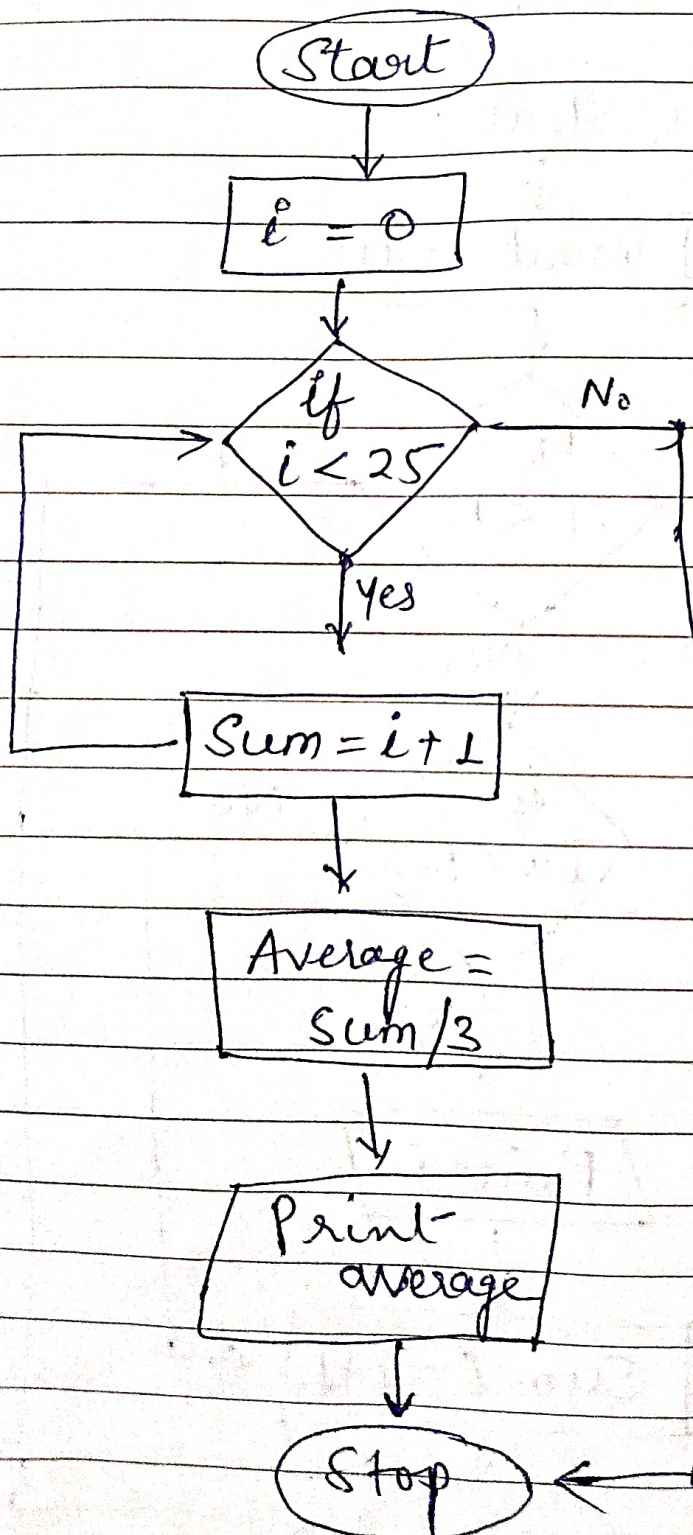 Start
i = 0
if
i < 25
No
Yes
Sum = i + 1
Average =
Sum / 3
Print
average
Stop